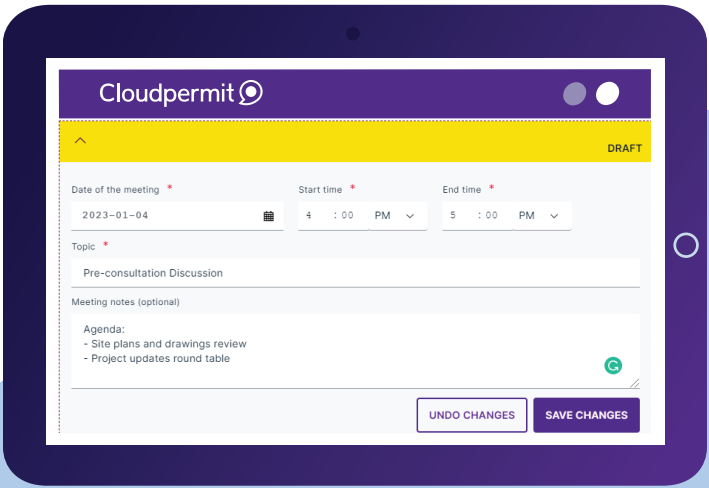 Cloudpermit
DRAFT
Date of the meeting * Start time * End time *
2023-01-04 4 : 00 PM 5 : 00 PM
Topic *
Pre-consultation Discussion
Meeting notes (optional)
Agenda:
- Site plans and drawings review
- Project updates round table
UNDO CHANGES SAVE CHANGES